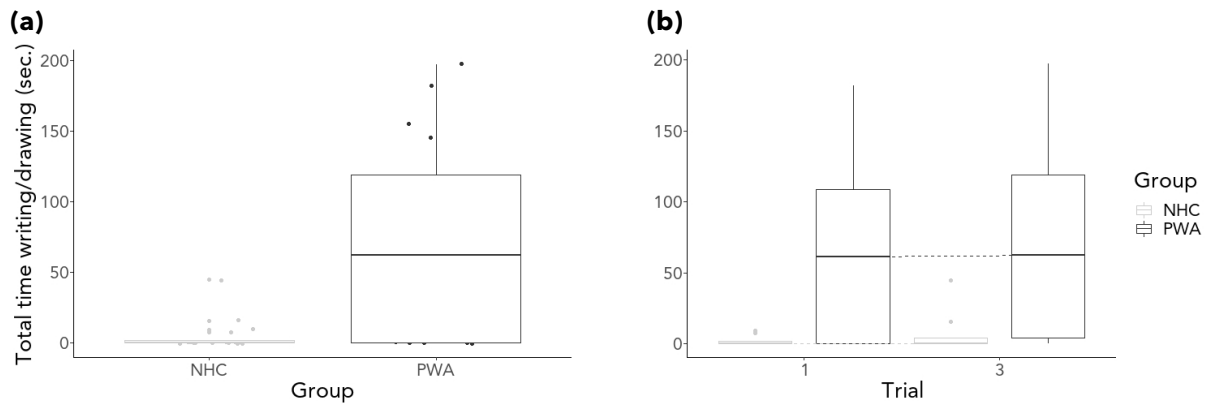 (a)
Total time writing/drawing (sec.)
200
150
100
50
0
NHC
PWA
Group
(b)
200
150
100
50
0
1
3
Trial
Group
NHC
PWA